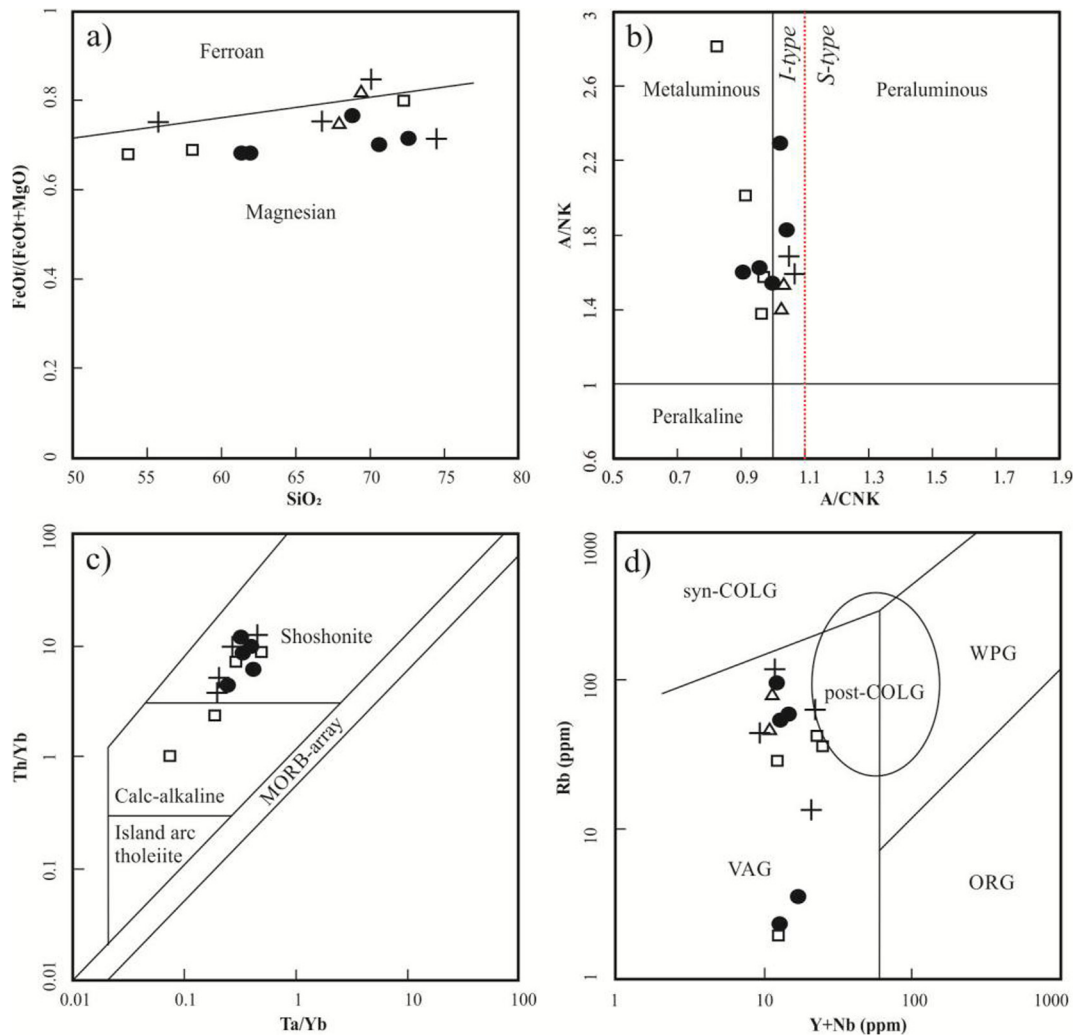 a)
Ferroan
Magnesian
FeOt/(FeOt+MgO)
0
0.2
0.4
0.6
0.8
1
50
55
60
65
70
75
80
SiO₂
b)
I-type
S-type
Metaluminous
Peraluminous
Peralkaline
A/NK
0.6
1
1.4
1.8
2.2
2.6
3
0.5
0.7
0.9
1.1
1.3
1.5
1.7
1.9
A/CNK
c)
Shoshonite
Calc-alkaline
Island arc
tholeiite
MORB-array
Th/Yb
0.01
0.1
1
10
100
0.01
0.1
1
10
100
Ta/Yb
d)
syn-COLG
WPG
post-COLG
VAG
ORG
Rb (ppm)
1
10
100
1000
1
10
100
1000
Y+Nb (ppm)